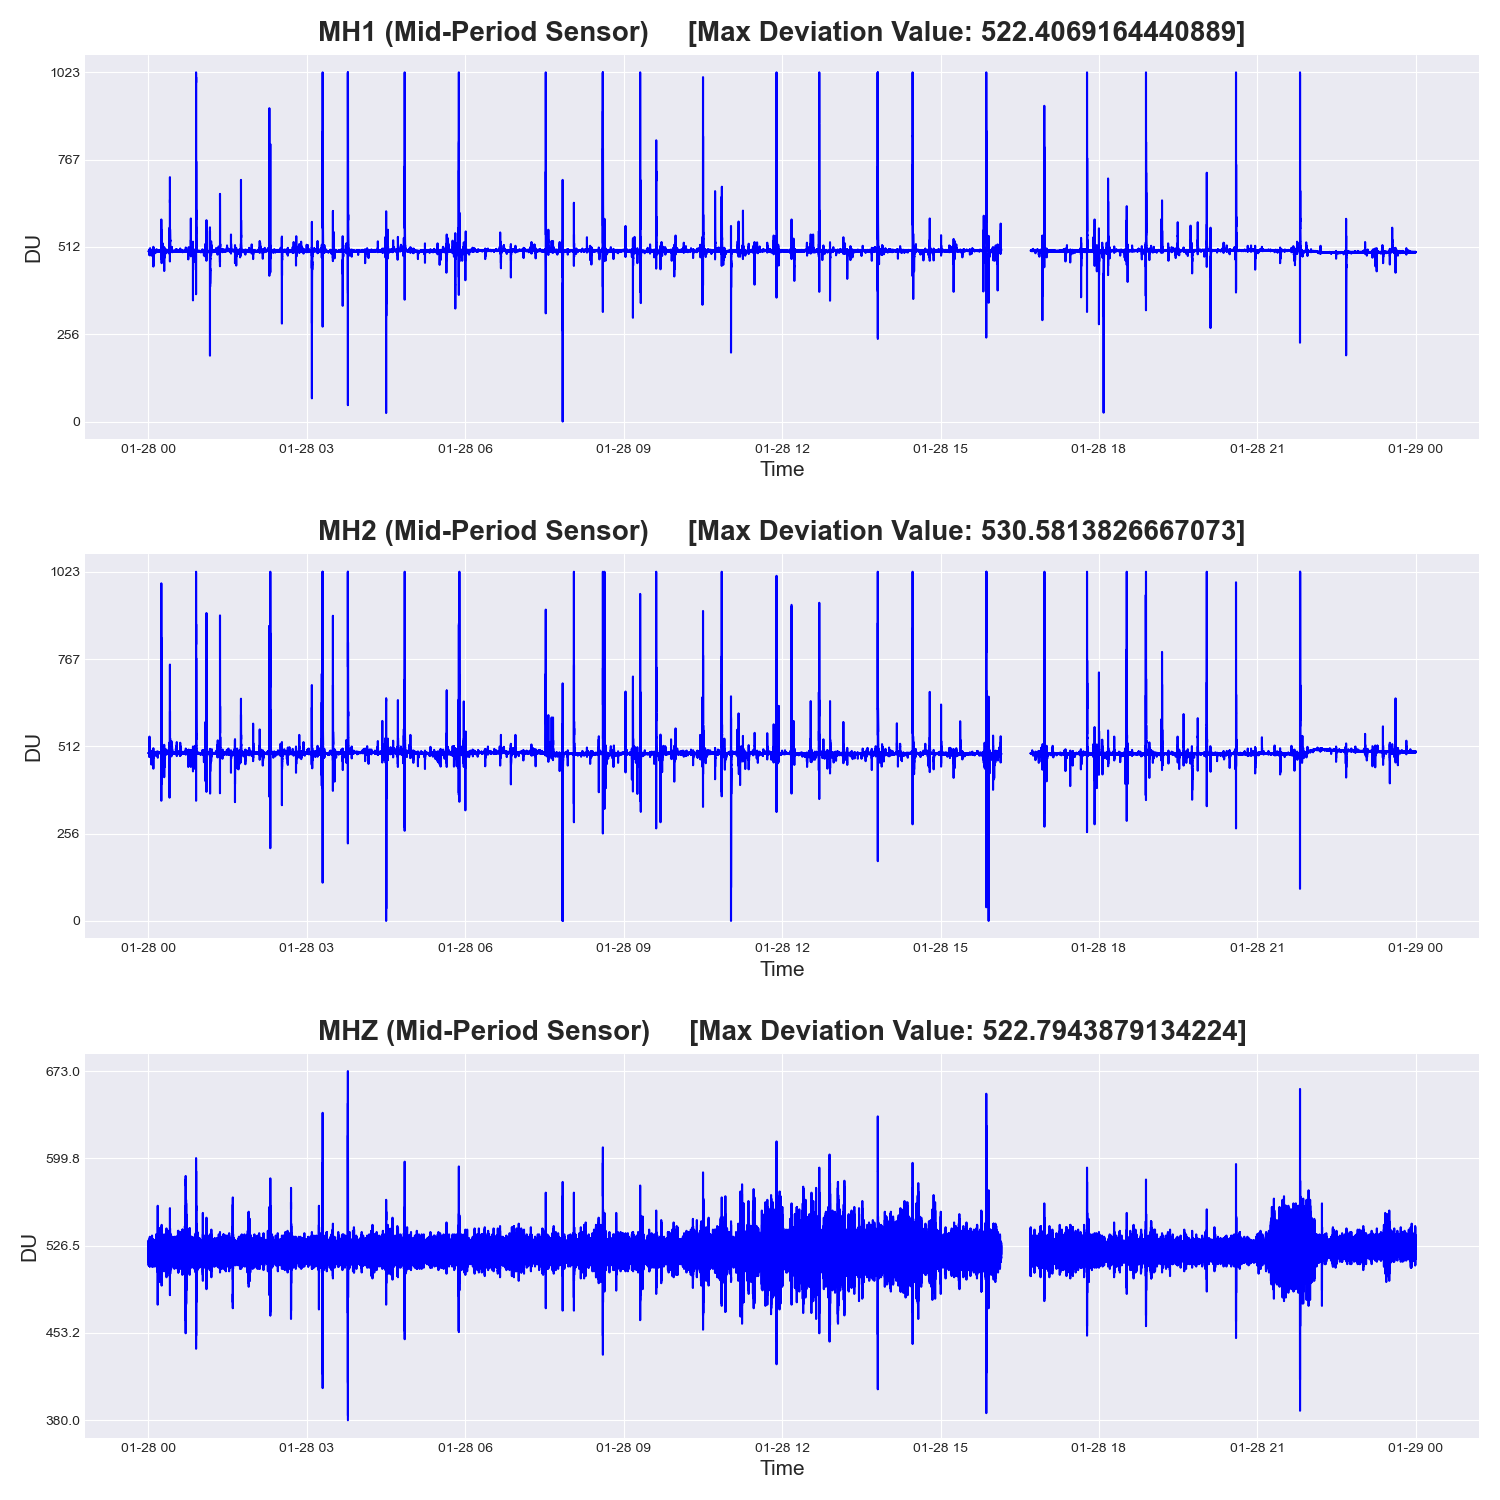 MH1 (Mid-Period Sensor) [Max Deviation Value: 522.4069164440889]
1023
767
512
256
0
DU
01-28 00 01-28 03 01-28 06 01-28 09 01-28 12 01-28 15 01-28 18 01-28 21 01-29 00
Time
MH2 (Mid-Period Sensor) [Max Deviation Value: 530.5813826667073]
1023
767
512
256
0
DU
01-28 00 01-28 03 01-28 06 01-28 09 01-28 12 01-28 15 01-28 18 01-28 21 01-29 00
Time
MHZ (Mid-Period Sensor) [Max Deviation Value: 522.7943879134224]
673.0
599.8
526.5
453.2
380.0
DU
01-28 00 01-28 03 01-28 06 01-28 09 01-28 12 01-28 15 01-28 18 01-28 21 01-29 00
Time